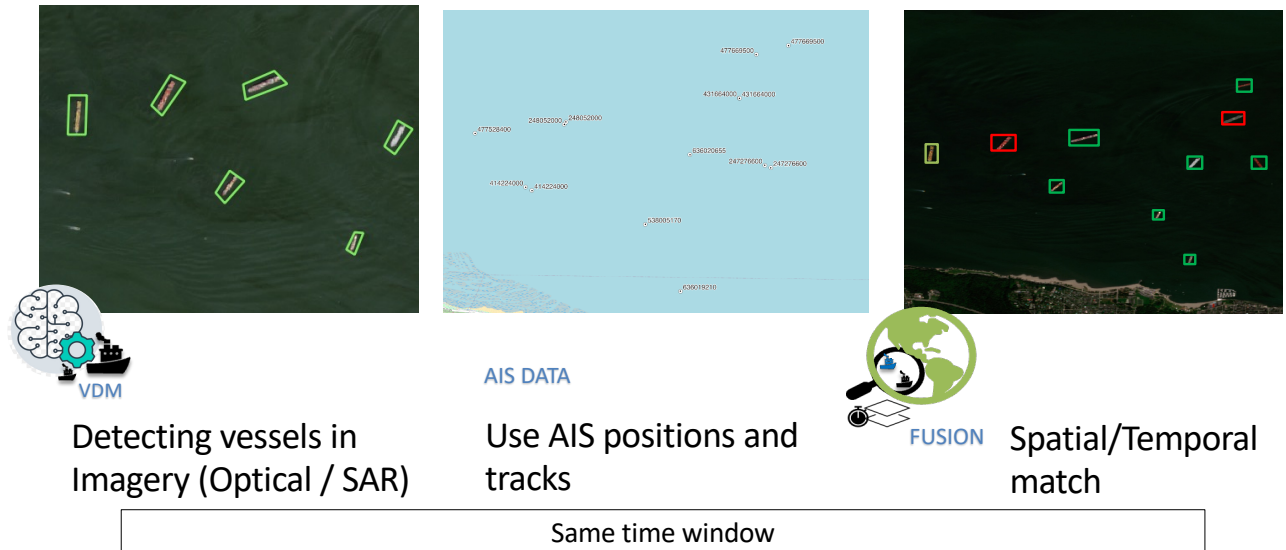 477669500
477669500
431664000 431664000
248052000 248052000
477528400
636020655
247276600 247276600
414224000 414224000
538005170
636019210
VDM
AIS DATA
FUSION
Detecting vessels in
Imagery (Optical / SAR)
Use AIS positions and
tracks
Spatial/Temporal
match
Same time window